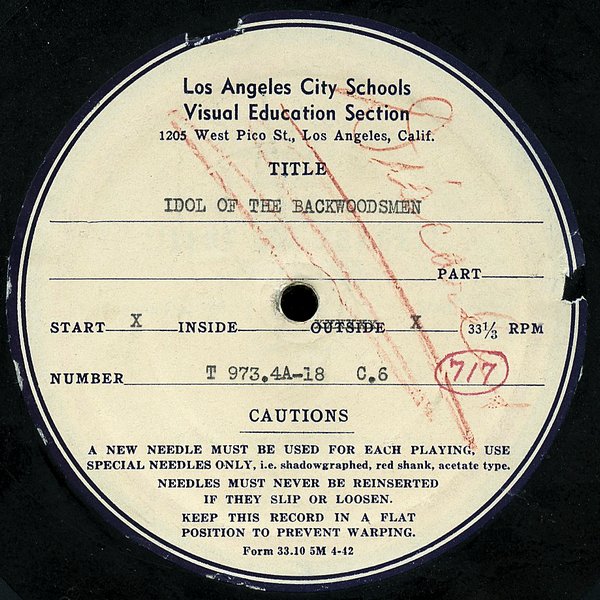 Los Angeles City Schools
Visual Education Section
1205 West Pico St., Los Angeles, Calif.
TITLE
IDOL OF THE BACKWOODSMEN
PART
START X INSIDE OUTSIDE X 33⅓ RPM
NUMBER T 973.4A-18 C.6 717
CAUTIONS
A NEW NEEDLE MUST BE USED FOR EACH PLAYING. USE
SPECIAL NEEDLES ONLY, i.e. shadowgraphed, red shank, acetate type.
NEEDLES MUST NEVER BE REINSERTED
IF THEY SLIP OR LOOSEN.
KEEP THIS RECORD IN A FLAT
POSITION TO PREVENT WARPING.
Form 33.10 5M 4-42